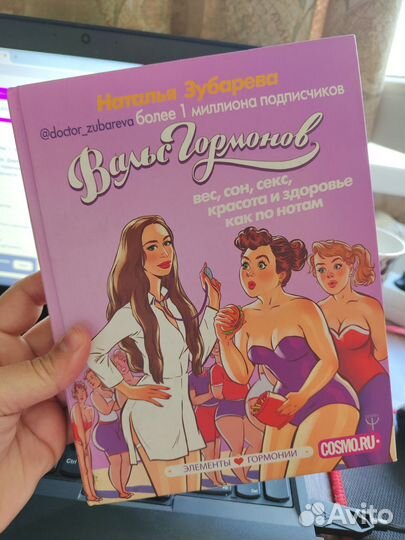 Наталья Зубарева
@doctor_zubareva более 1 миллиона подписчиков
Вальс Гормонов
вес, сон, секс,
красота и здоровье
как по нотам
COSMO.RU
ЭЛЕМЕНТЫ ГОРМОНИИ
Ctrl
Avito